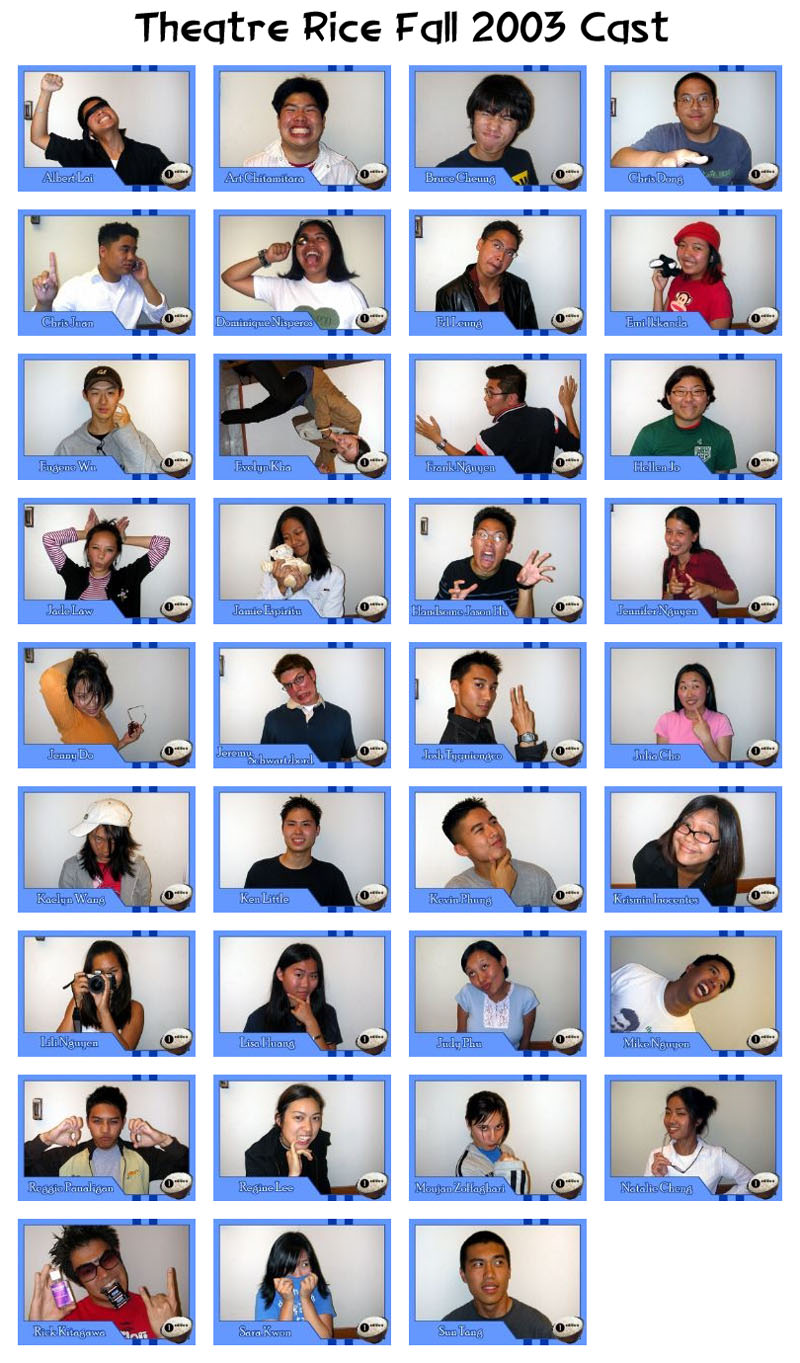 Theatre Rice Fall 2003 Cast
Albert Lai
Art Chitamitara
Bruce Cheung
Chris Dong
Chris Juan
Dominique Nisperos
Ed Leung
Emi Ikkanda
Eugene Wu
Evelyn Kha
Frank Nguyen
Hellen Jo
Jade Law
Jamie Espiritu
Handsome Jason Hu
Jennifer Nguyen
Jenny Do
Jeremy
Schwartzbord
Josh
Julia Cho
Kaelyn Wang
Ken Little
Kevin Phung
Krismin Inocentes
Lili Nguyen
Lisa Huang
Judy Phu
Mike Nguyen
Reggie Panaligan
Regine Lee
Moujan Zolfaghari
Natalie Cheng
Rick Kitagawa
Sara Kwon
Sun Tang